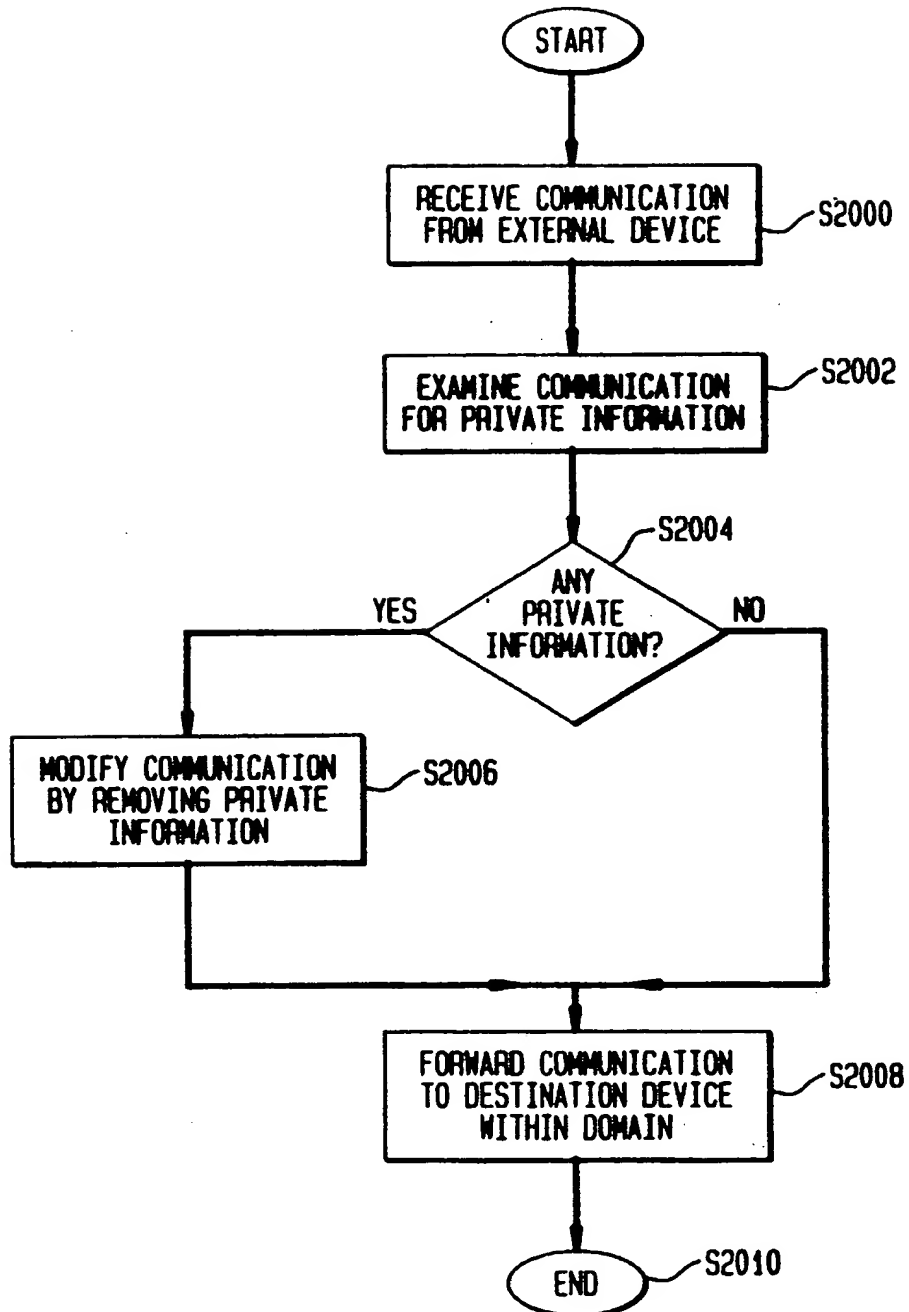 START
RECEIVE COMMUNICATION
FROM EXTERNAL DEVICE
S2000
EXAMINE COMMUNICATION
FOR PRIVATE INFORMATION
S2002
S2004
ANY
PRIVATE
INFORMATION?
YES
NO
MODIFY COMMUNICATION
BY REMOVING PRIVATE
INFORMATION
S2006
FORWARD COMMUNICATION
TO DESTINATION DEVICE
WITHIN DOMAIN
S2008
END
S2010